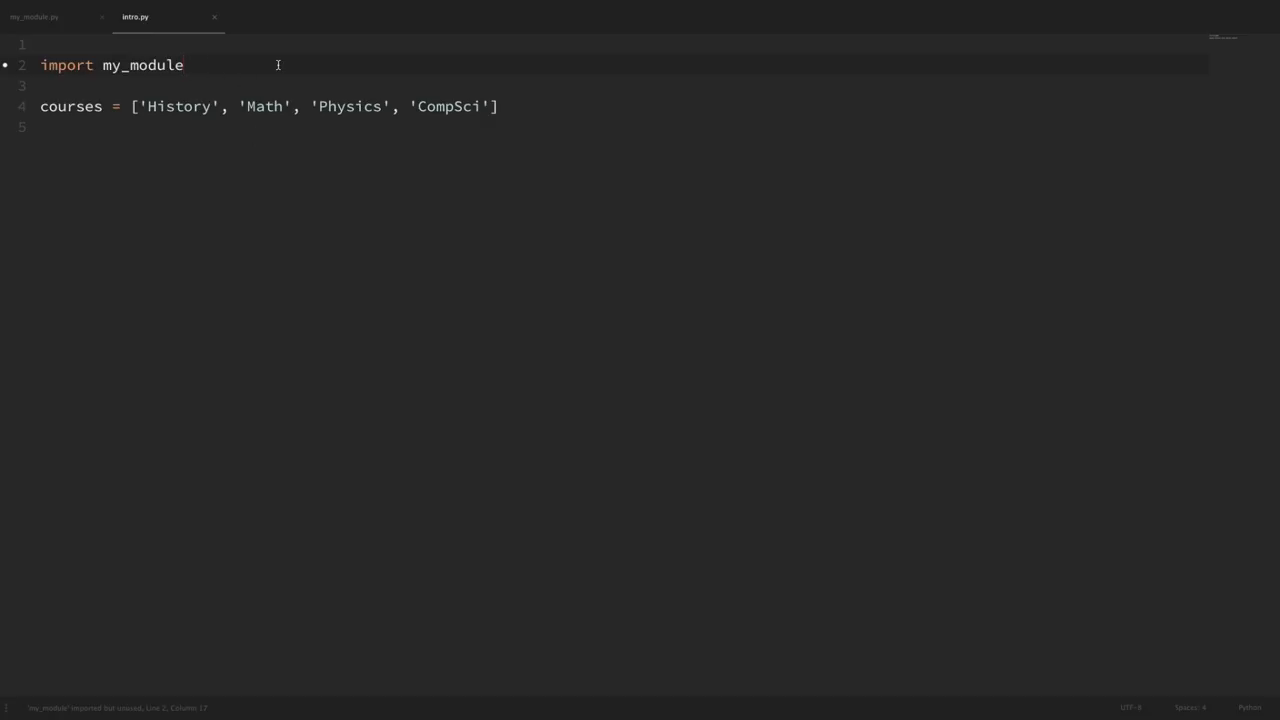 my_module.py × intro.py ×
1
2 import my_module
3
4 courses = ['History', 'Math', 'Physics', 'CompSci']
5
'my_module' imported but unused, Line 2, Column 17 UTF-8 Spaces: 4 Python